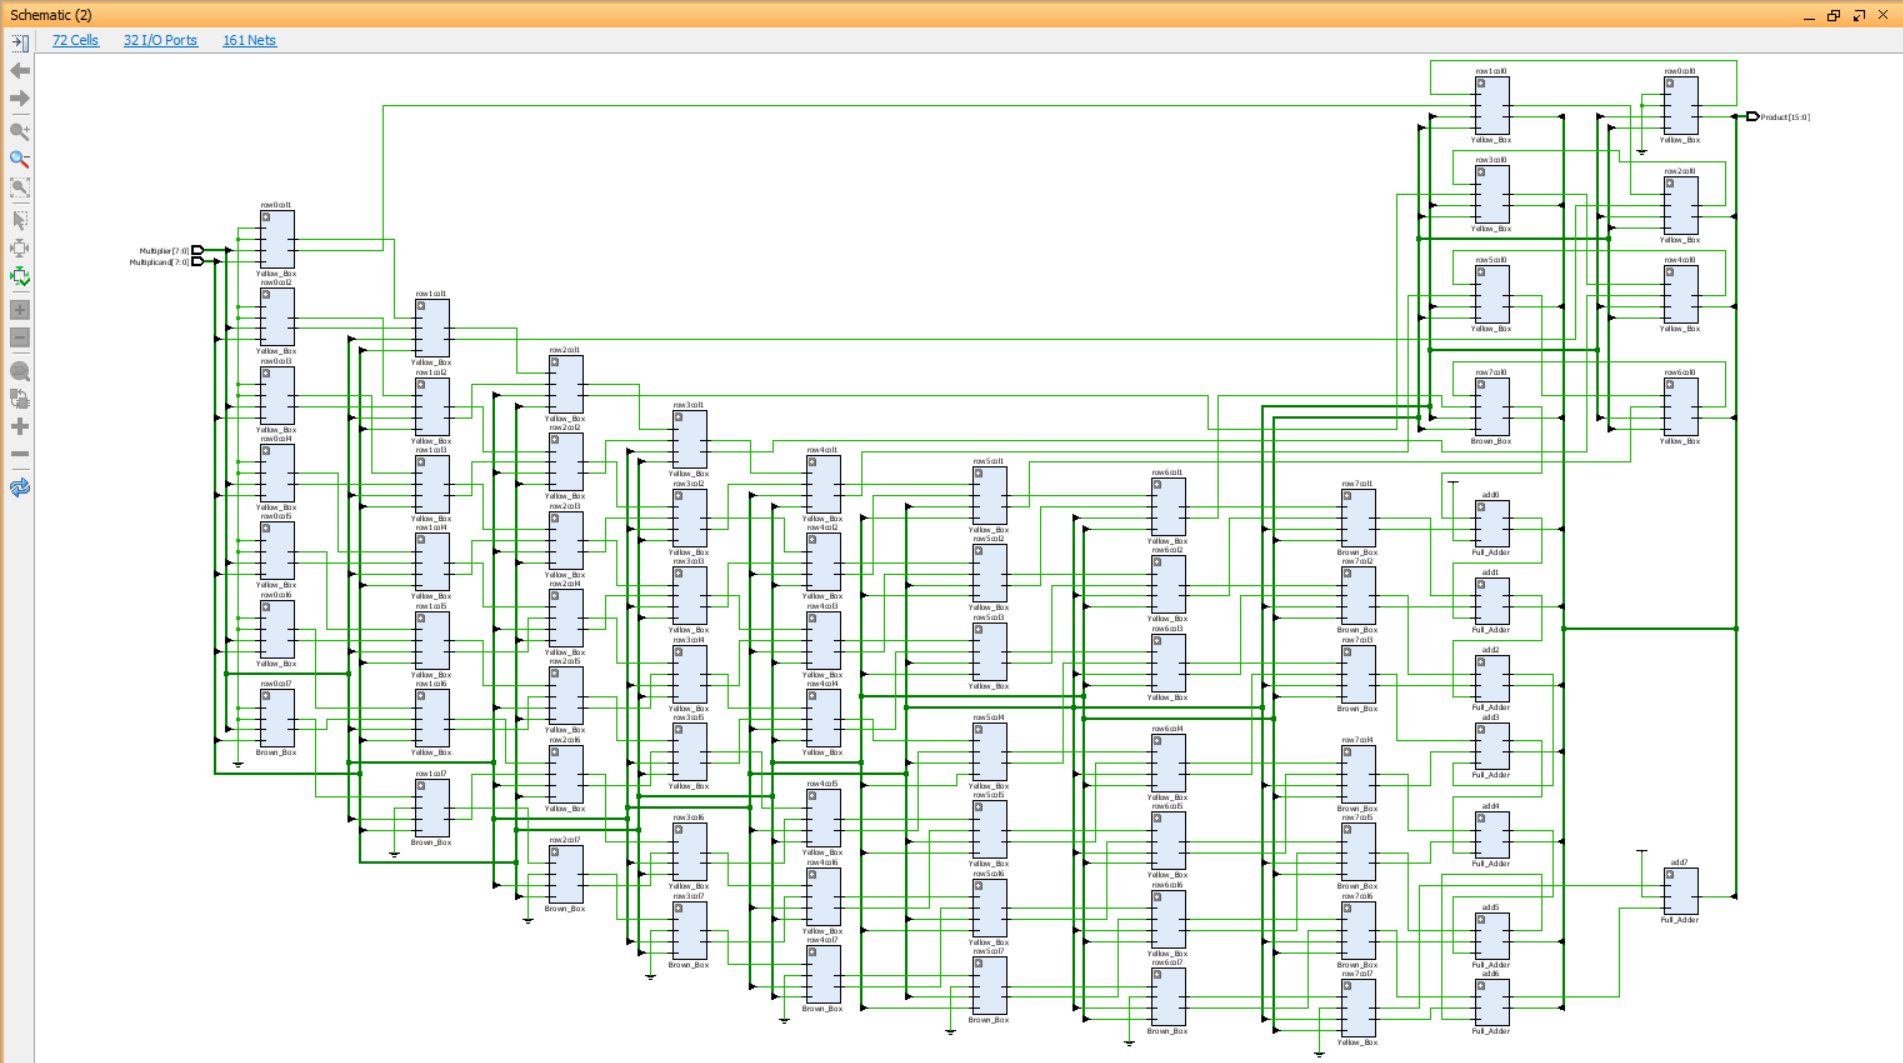 Schematic (2)
72 Cells 32 I/O Ports 161 Nets
row1col0
Yellow_Box
row0col0
Yellow_Box
Product[15:0]
row3col0
Yellow_Box
row2col0
Yellow_Box
row5col0
Yellow_Box
row4col0
Yellow_Box
row7col0
Brown_Box
row6col0
Yellow_Box
Multiplier[7:0]
Multiplicand[7:0]
row0col1
Yellow_Box
row0col2
Yellow_Box
row0col3
Yellow_Box
row0col4
Yellow_Box
row0col5
Yellow_Box
row0col6
Yellow_Box
row0col7
Brown_Box
row1col1
Yellow_Box
row1col2
Yellow_Box
row1col3
Yellow_Box
row1col4
Yellow_Box
row1col5
Yellow_Box
row1col6
Yellow_Box
row1col7
Brown_Box
row2col1
Yellow_Box
row2col2
Yellow_Box
row2col3
Yellow_Box
row2col4
Yellow_Box
row2col5
Yellow_Box
row2col6
Yellow_Box
row2col7
Brown_Box
row3col1
Yellow_Box
row3col2
Yellow_Box
row3col3
Yellow_Box
row3col4
Yellow_Box
row3col5
Yellow_Box
row3col6
Yellow_Box
row3col7
Brown_Box
row4col1
Yellow_Box
row4col2
Yellow_Box
row4col3
Yellow_Box
row4col4
Yellow_Box
row4col5
Yellow_Box
row4col6
Yellow_Box
row4col7
Brown_Box
row5col1
Yellow_Box
row5col2
Yellow_Box
row5col3
Yellow_Box
row5col4
Yellow_Box
row5col5
Yellow_Box
row5col6
Yellow_Box
row5col7
Brown_Box
row6col1
Yellow_Box
row6col2
Yellow_Box
row6col3
Yellow_Box
row6col4
Yellow_Box
row6col5
Yellow_Box
row6col6
Yellow_Box
row6col7
Brown_Box
row7col1
Brown_Box
row7col2
Brown_Box
row7col3
Brown_Box
row7col4
Brown_Box
row7col5
Brown_Box
row7col6
Brown_Box
row7col7
Yellow_Box
add0
Full_Adder
add1
Full_Adder
add2
Full_Adder
add3
Full_Adder
add4
Full_Adder
add5
Full_Adder
add6
Full_Adder
add7
Full_Adder